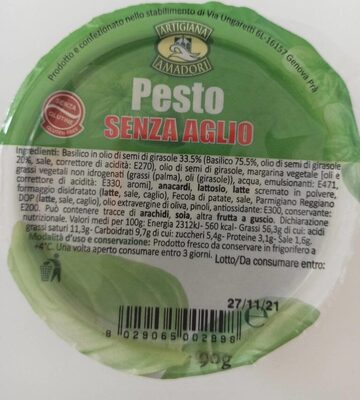 Prodotto e confezionato nello stabilimento di Via Ungaretti 6L-16157 Genova Prà
ARTIGIANA
AMADORI
SENZA
GLUTINE
GLUTEN FREE
Pesto
SENZA AGLIO
Ingredienti: Basilico in olio di semi di girasole 33.5% (Basilico 75.5%, olio di semi di girasole
20%, sale, correttore di acidità: E270), olio di semi di girasole, margarina vegetale [oli e
grassi vegetali non idrogenati (grassi (palma), oli (girasole)), acqua, emulsionanti: E471,
correttore di acidità: E330, aromi), anacardi, lattosio, latte scremato in polvere,
formaggio disidratato (latte, sale, caglio), Fecola di patate, sale, Parmigiano Reggiano
DOP (latte, sale, caglio), olio extravergine di oliva, pinoli, antiossidante: E300, conservante:
E200. Può contenere tracce di arachidi, soia, altra frutta a guscio. Dichiarazione
nutrizionale. Valori medi per 100g: Energia 2312kJ- 560 kcal- Grassi 56,3g di cui: acidi
grassi saturi 11,3g- Carboidrati 9,7g di cui: zuccheri 5,4g- Proteine 3,1g- Sale 1,6g.
Modalità d'uso e conservazione: Prodotto fresco da conservare in frigorifero a
+4°C. Una volta aperto consumare entro 3 giorni. Lotto/Da consumare entro:
27/11/21
8 029065 002998
90g e